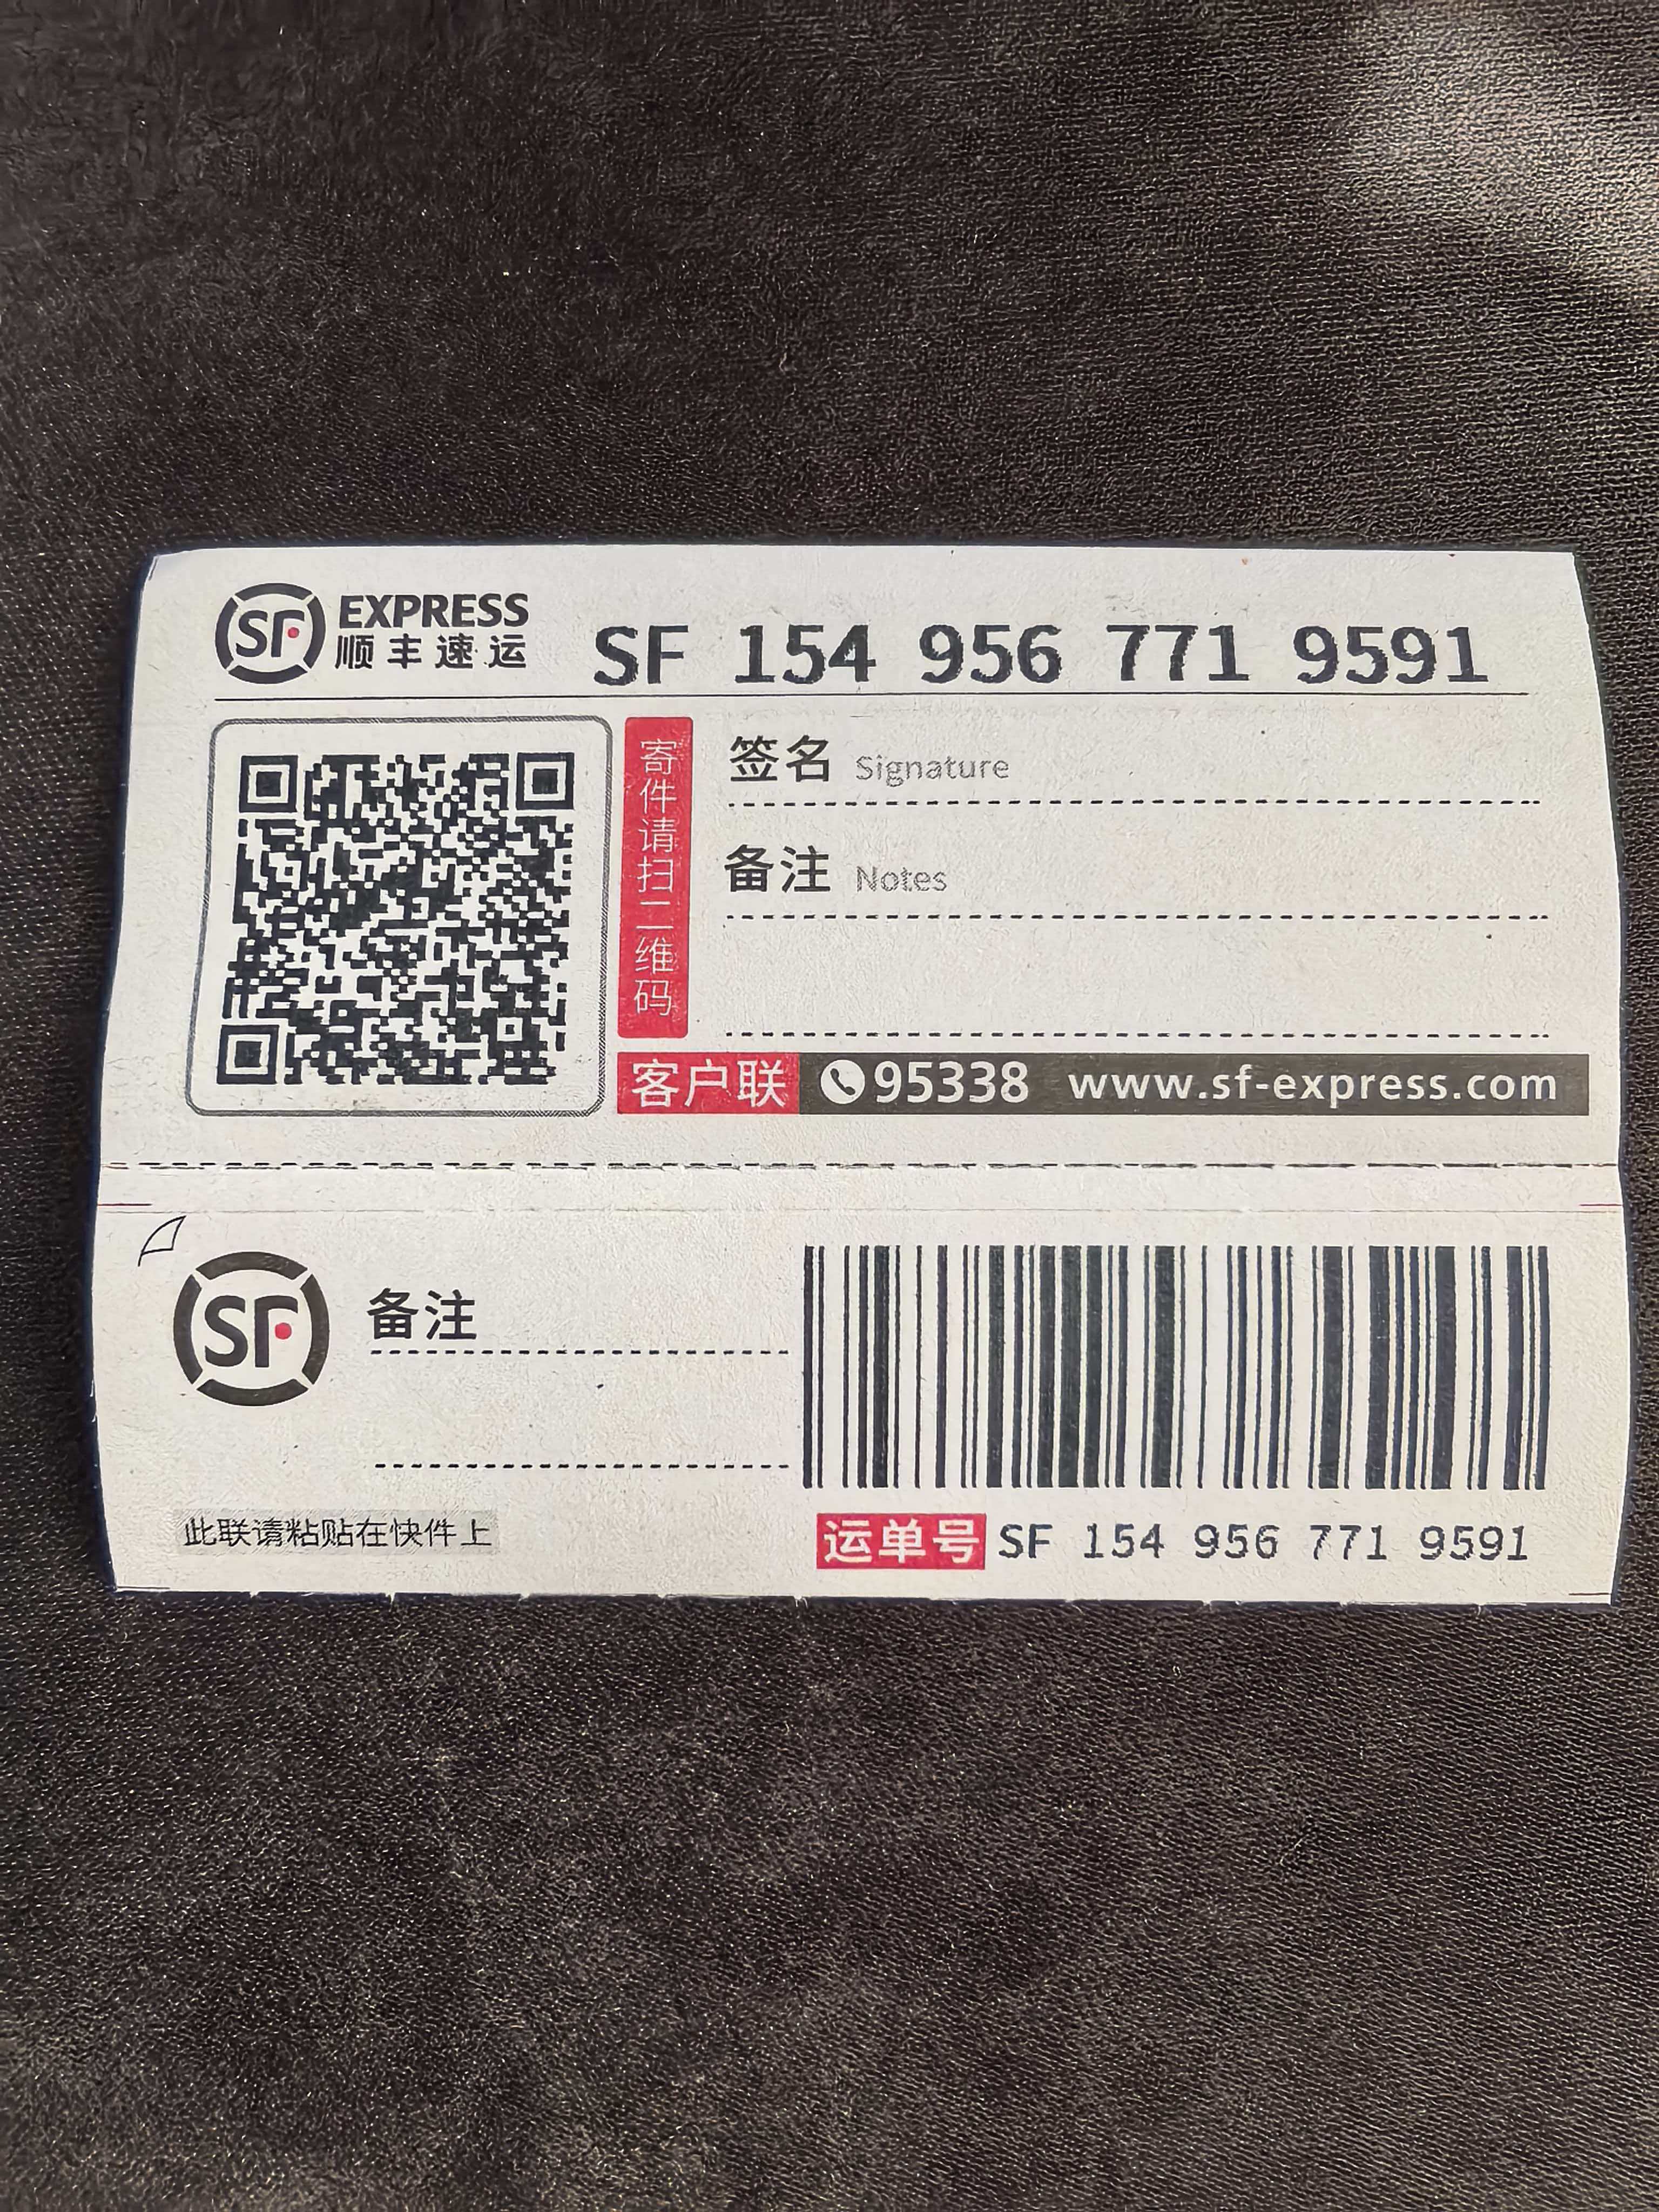 SF EXPRESS
顺丰速运
SF 154 956 771 9591
寄件请扫二维码
签名 Signature
备注 Notes
客户联 95338 www.sf-express.com
SF
备注
此联请粘贴在快件上
运单号 SF 154 956 771 9591